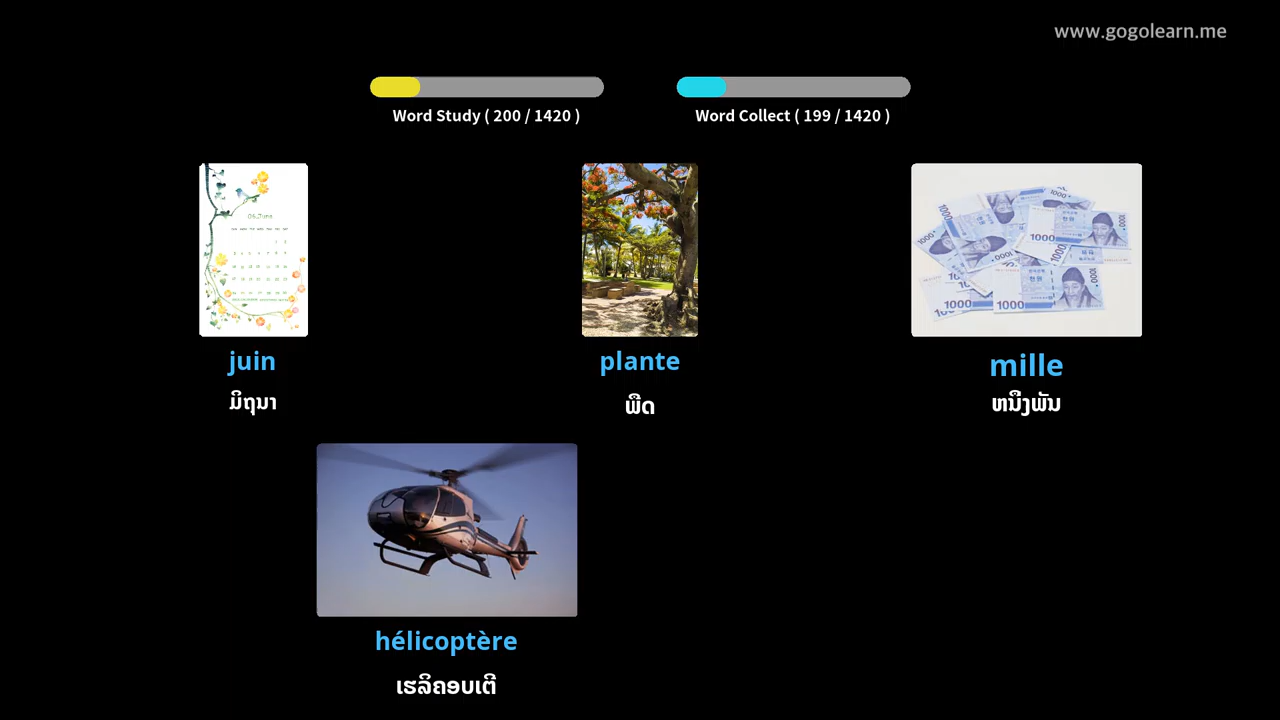 www.gogolearn.me
Word Study ( 200 / 1420 )
Word Collect ( 199 / 1420 )
juin
ມິຖຸນາ
plante
ພືດ
mille
ຫນຶ່ງພັນ
hélicoptère
ເຮລິຄອບເຕີ